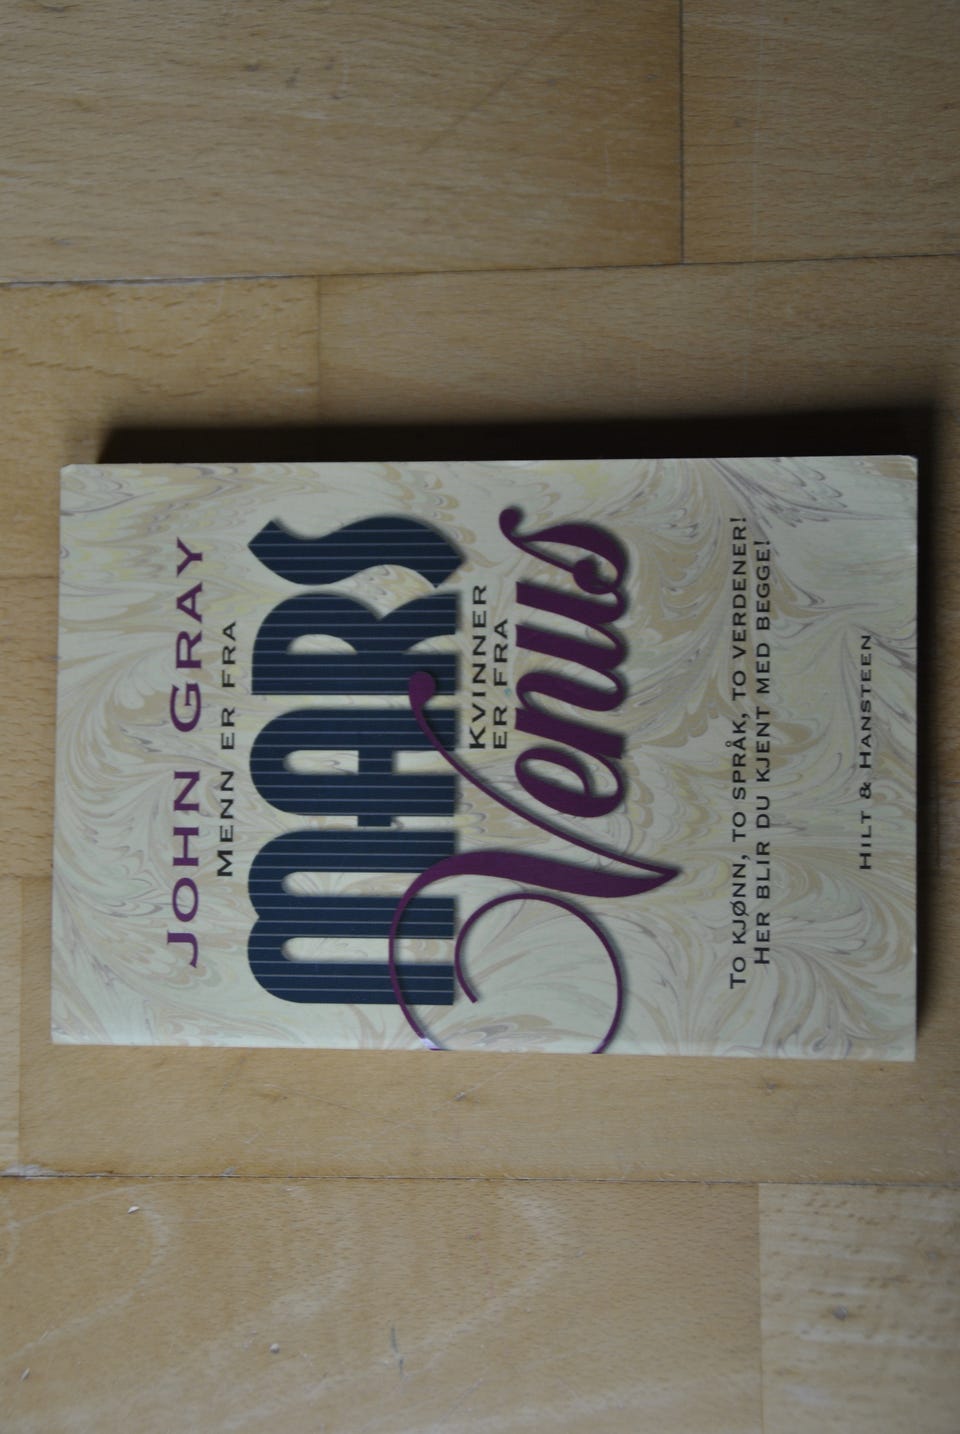 JOHN GRAY
MENN ER FRA
MARS
KVINNER
ER FRA
Venus
TO KJØNN, TO SPRÅK, TO VERDENER!
HER BLIR DU KJENT MED BEGGE!
HILT & HANSTEEN